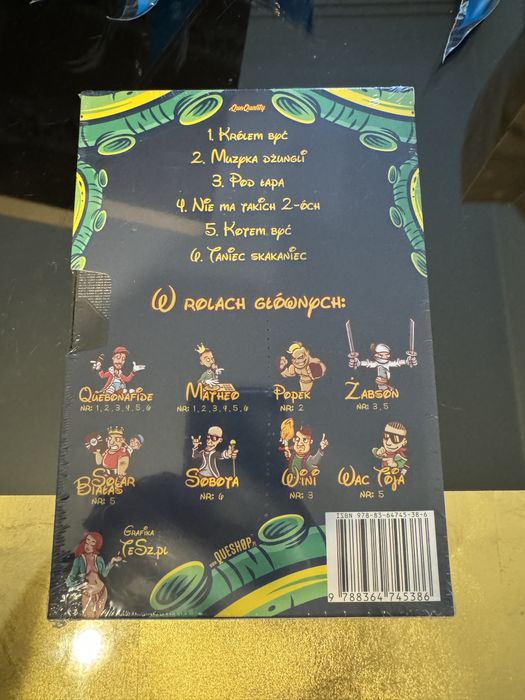 QueQuality
1. Królem być
2. Muzyka dżungli
3. Pod łapą
4. Nie ma takich 2-óch
5. Kotem być
6. Taniec skakaniec
W rolach głównych:
Quebonafide
nr: 1, 2, 3, 4, 5, 6
Matheo
nr: 1, 2, 3, 4, 5, 6
Popek
nr: 2
Żabson
nr: 3, 5
Solar
Białas
nr: 5
Sobota
nr: 6
Wini
nr: 3
Wac Toja
nr: 5
Grafika
TeSz.pl
www.QUESHOP.pl
ISBN 978-83-64745-38-6
9 788364 745386